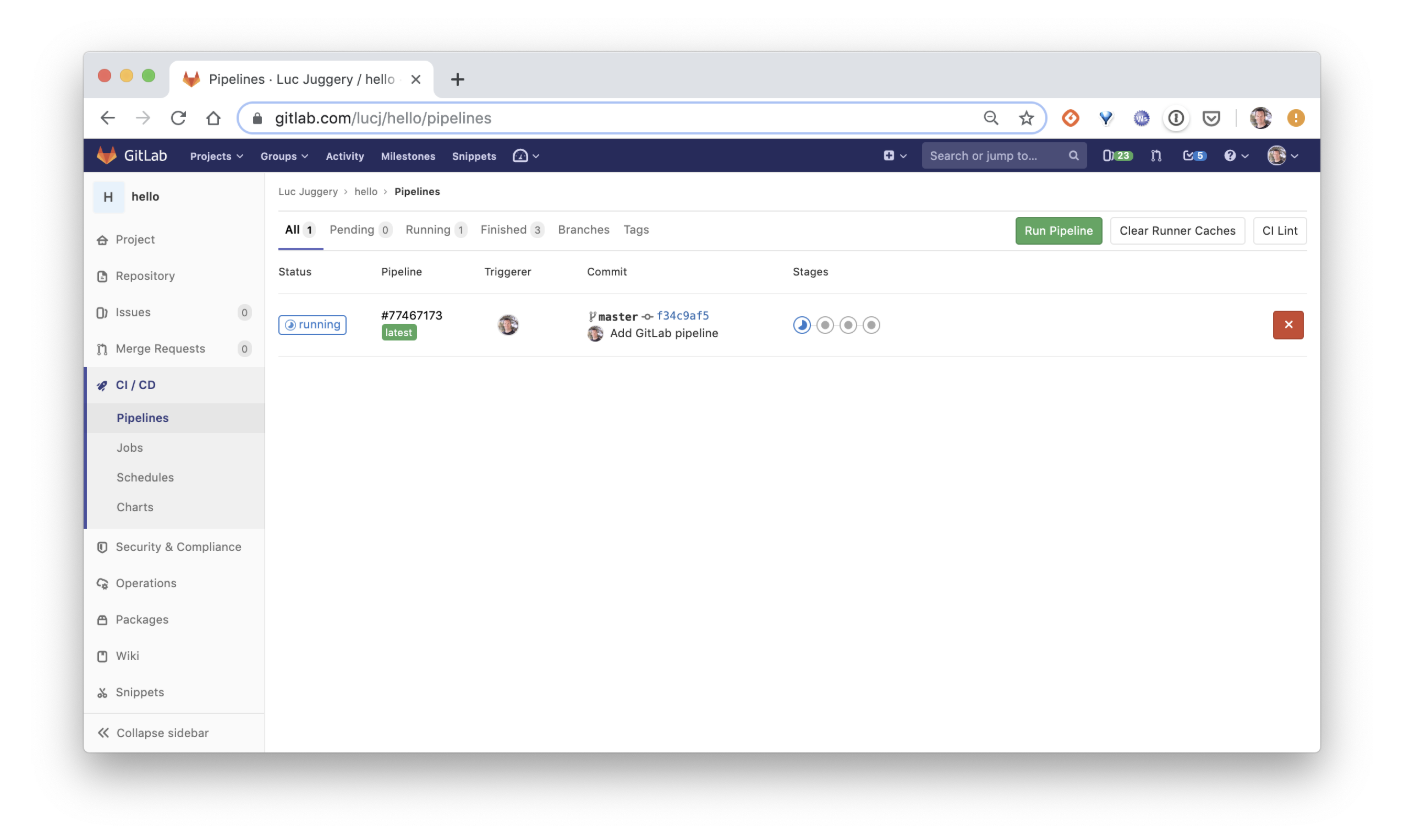 Pipelines · Luc Juggery / hello
gitlab.com/lucj/hello/pipelines
Ws
GitLab Projects Groups Activity Milestones Snippets Search or jump to... 23 5
H hello
Project
Repository
Issues 0
Merge Requests 0
CI / CD
Pipelines
Jobs
Schedules
Charts
Security & Compliance
Operations
Packages
Wiki
Snippets
Collapse sidebar
Luc Juggery > hello > Pipelines
All 1 Pending 0 Running 1 Finished 3 Branches Tags Run Pipeline Clear Runner Caches CI Lint
Status Pipeline Triggerer Commit Stages
running #77467173 master f34c9af5
latest Add GitLab pipeline